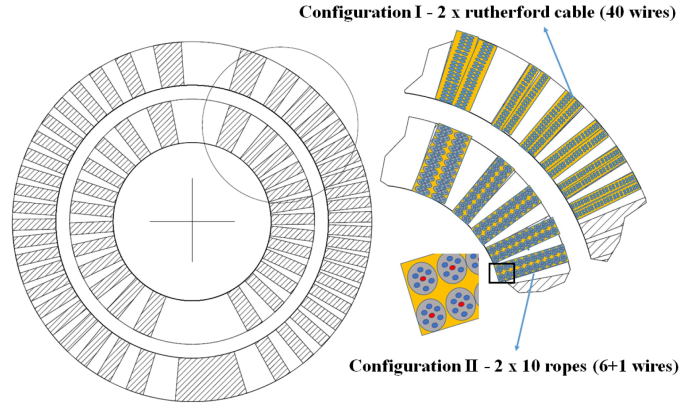 Configuration I - 2 x rutherford cable (40 wires)
Configuration II - 2 x 10 ropes (6+1 wires)